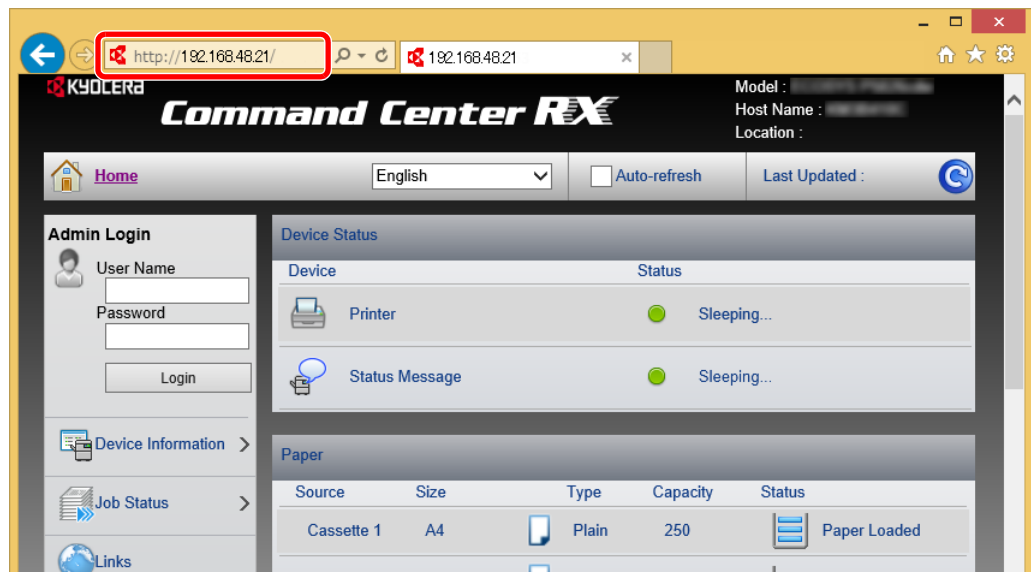 http://192.168.48.21/
192.168.48.21
KYOCERA
Command Center RX
Model :
Host Name :
Location :
Home
English
Auto-refresh
Last Updated :
Admin Login
User Name
Password
Login
Device Information
Job Status
Links
Device Status
Device Status
Printer Sleeping...
Status Message Sleeping...
Paper
Source Size Type Capacity Status
Cassette 1 A4 Plain 250 Paper Loaded